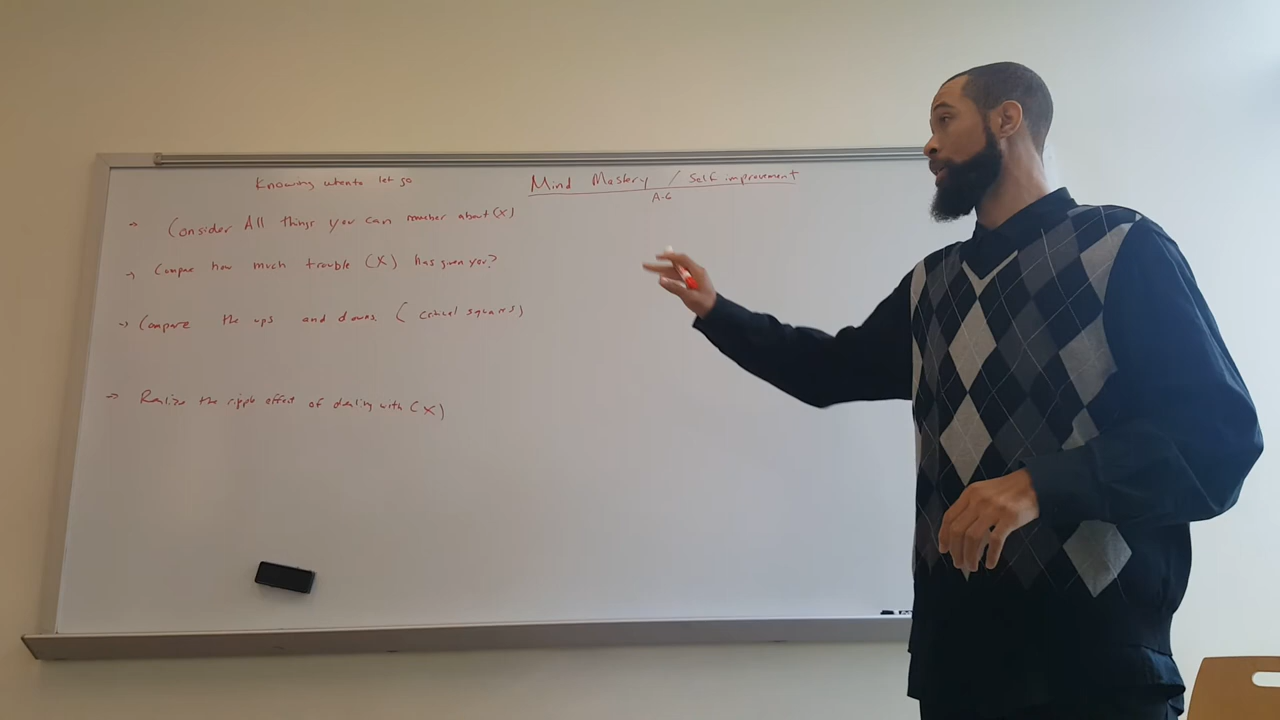 Knowing when to let go
Mind Mastery / Self improvement
A-G
→ Consider All things you can remember about (X)
→ Compare how much trouble (X) has given you?
→ Compare the ups and downs (critical squares)
→ Realize the ripple effect of dealing with (X)